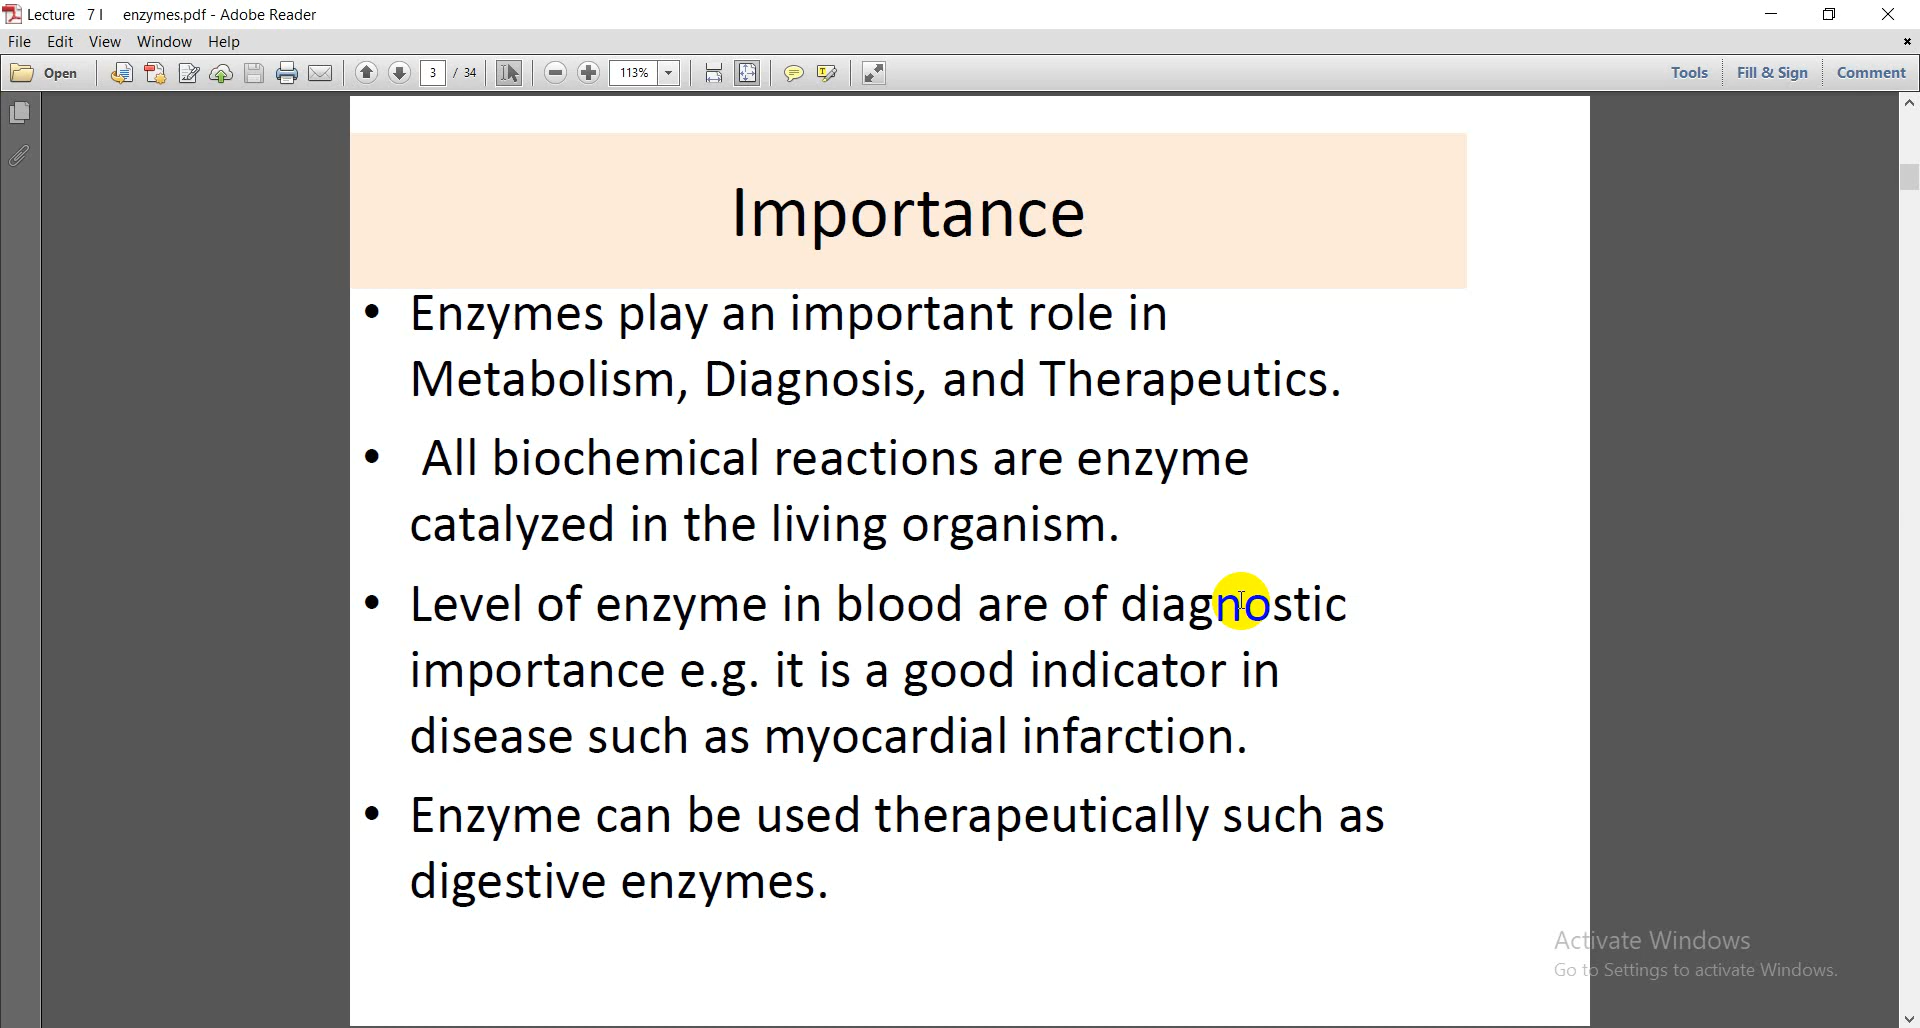 Lecture 7 I enzymes.pdf - Adobe Reader
File Edit View Window Help
Open 3 / 34 113% Tools Fill & Sign Comment
Importance
• Enzymes play an important role in
Metabolism, Diagnosis, and Therapeutics.
• All biochemical reactions are enzyme
catalyzed in the living organism.
• Level of enzyme in blood are of diagnostic
importance e.g. it is a good indicator in
disease such as myocardial infarction.
• Enzyme can be used therapeutically such as
digestive enzymes.
Activate Windows
Go to Settings to activate Windows.